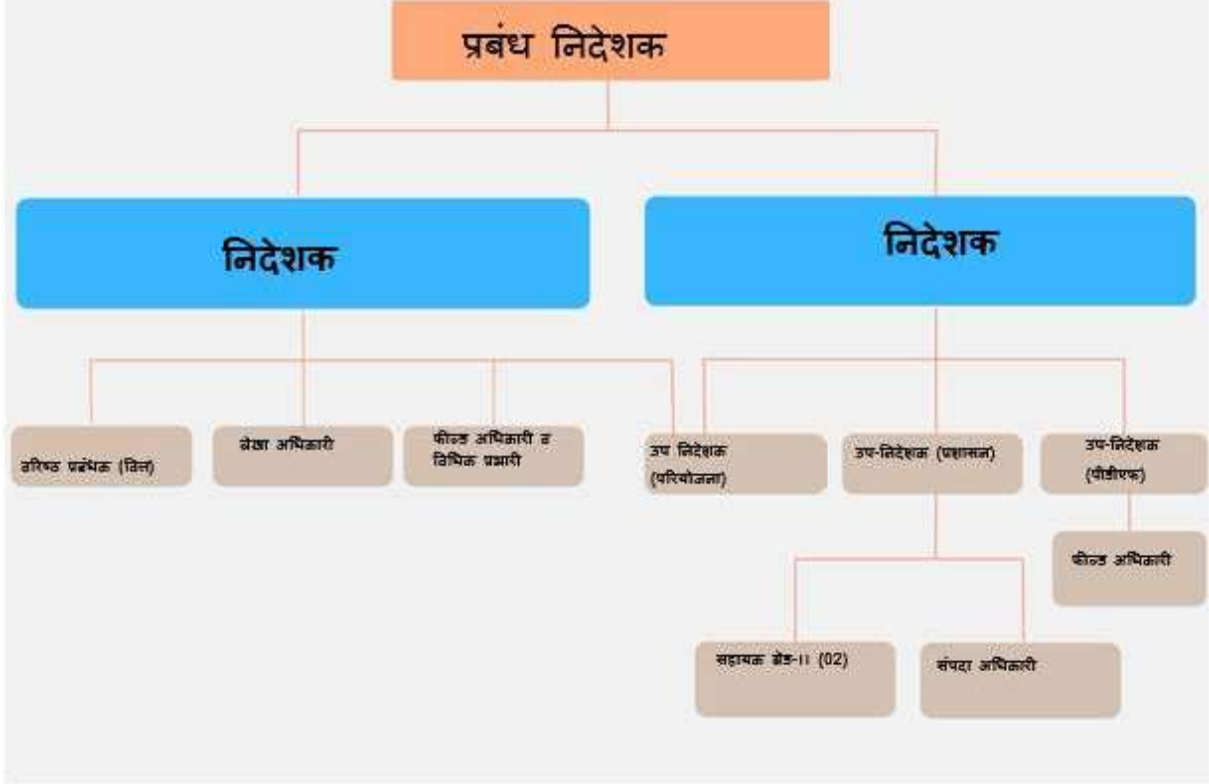 प्रबंध निदेशक
निदेशक
निदेशक
वरिष्ठ प्रबंधक (वित्त)
लेखा अधिकारी
फील्ड अधिकारी व
विधिक प्रभारी
उप निदेशक
(परियोजना)
उप-निदेशक (प्रशासन)
उप-निदेशक
(पीडीएफ)
फील्ड अधिकारी
सहायक ग्रेड-II (02)
संपदा अधिकारी